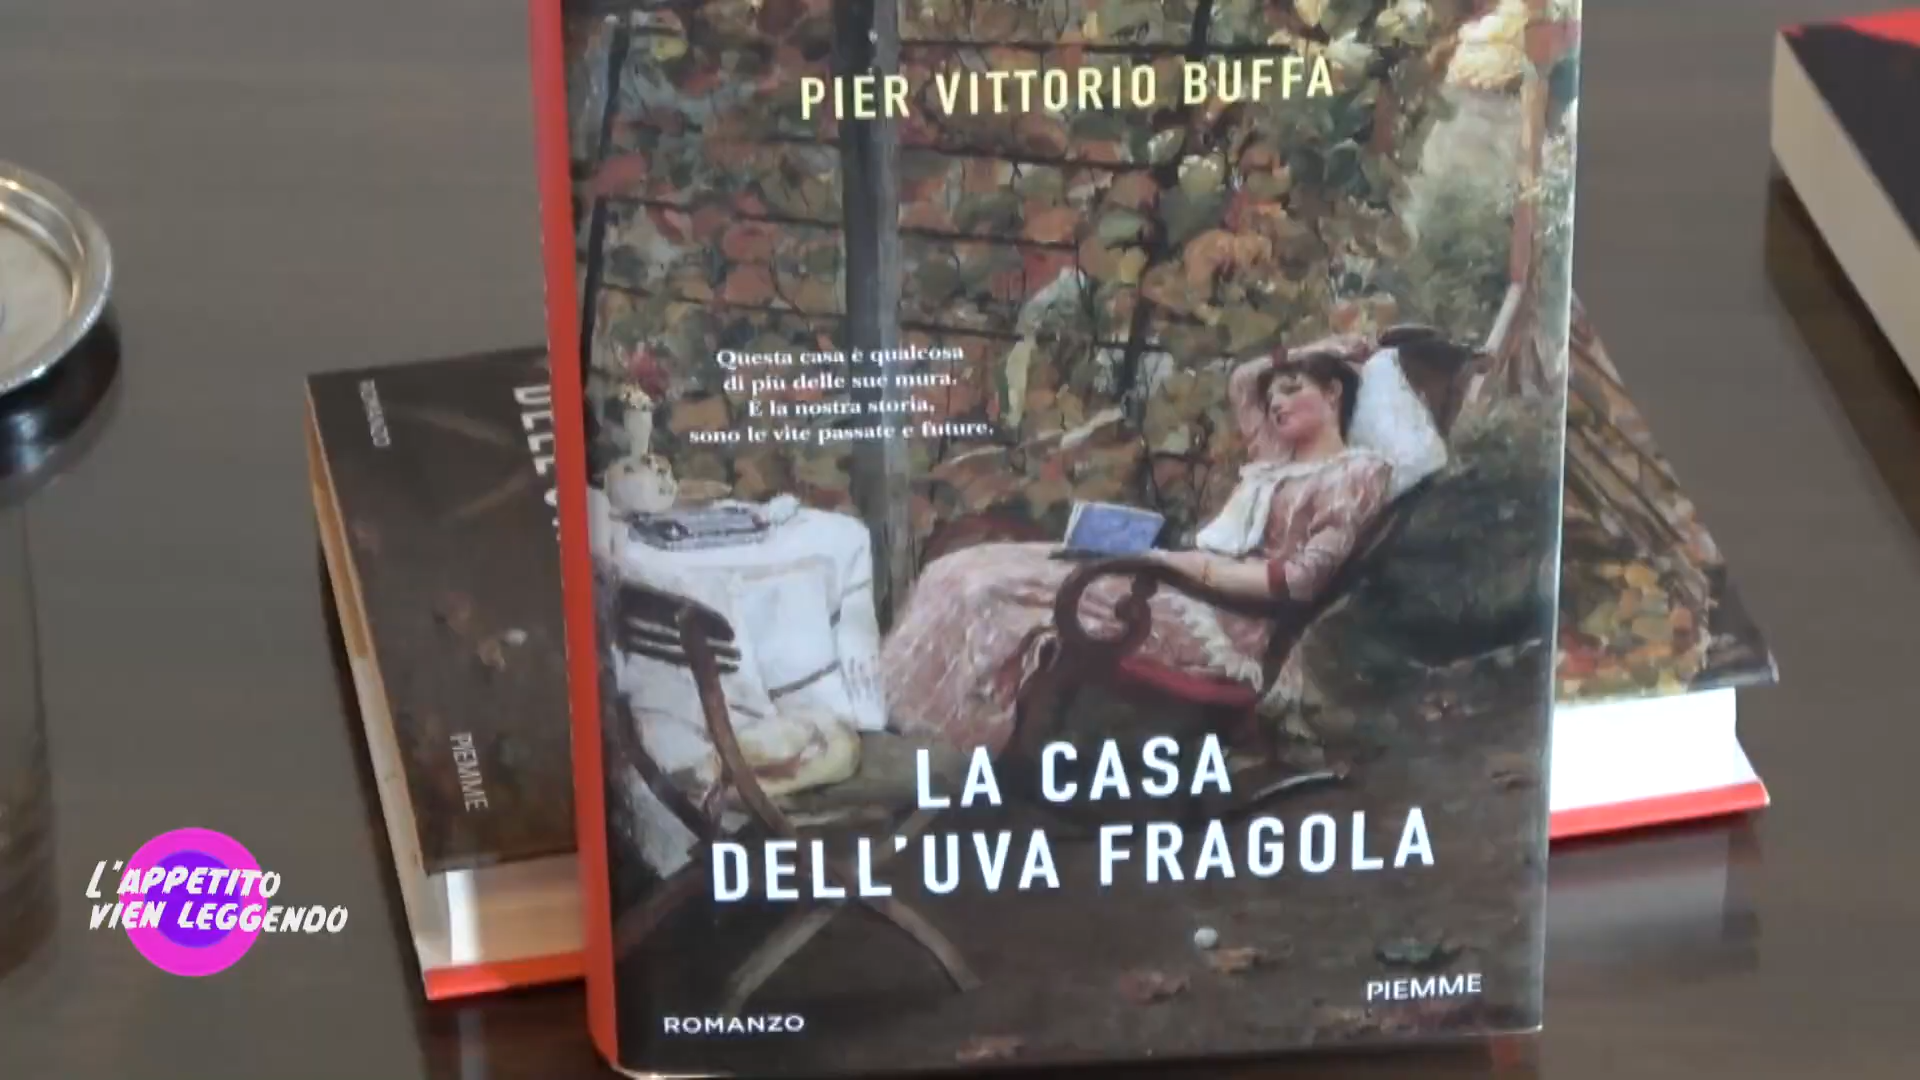 PIER VITTORIO BUFFA
Questa casa è qualcosa
di più delle sue mura.
È la nostra storia,
sono le vite passate e future.
LA CASA
DELL'UVA FRAGOLA
ROMANZO
PIEMME
ROMANZO
PIEMME
L'APPETITO
VIEN LEGGENDO